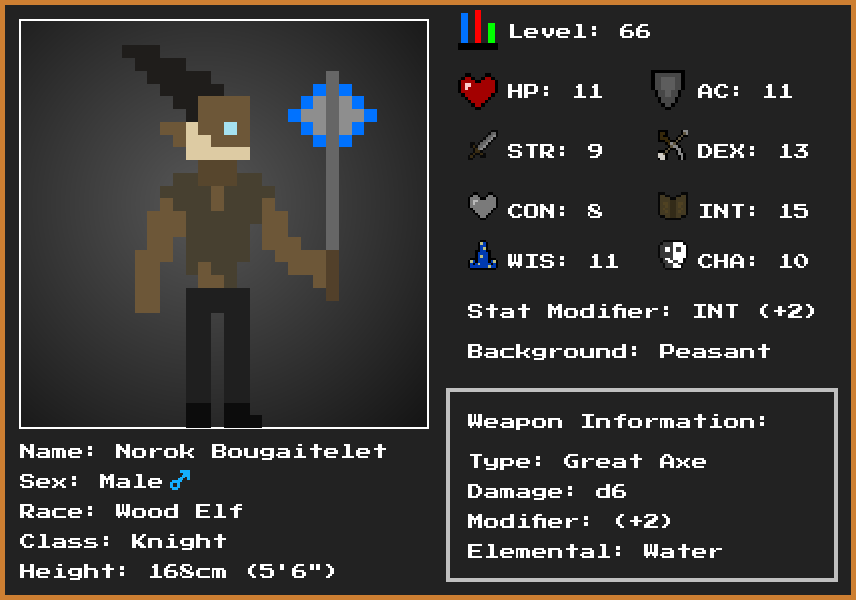 Level: 66
HP: 11
AC: 11
STR: 9
DEX: 13
CON: 8
INT: 15
WIS: 11
CHA: 10
Stat Modifier: INT (+2)
Background: Peasant
Weapon Information:
Type: Great Axe
Damage: d6
Modifier: (+2)
Elemental: Water
Name: Norok Bougaitelet
Sex: Male♂
Race: Wood Elf
Class: Knight
Height: 168cm (5'6")